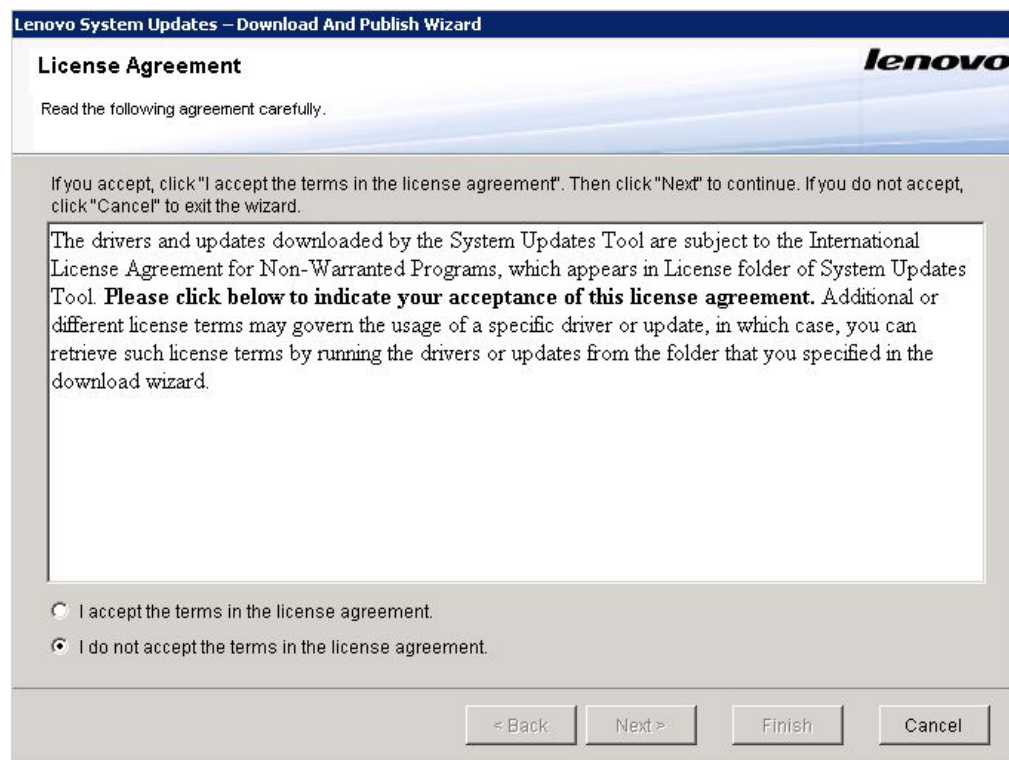 Lenovo System Updates – Download And Publish Wizard
License Agreement
lenovo
Read the following agreement carefully.
If you accept, click "I accept the terms in the license agreement". Then click "Next" to continue. If you do not accept,
click "Cancel" to exit the wizard.
The drivers and updates downloaded by the System Updates Tool are subject to the International
License Agreement for Non-Warranted Programs, which appears in License folder of System Updates
Tool. Please click below to indicate your acceptance of this license agreement. Additional or
different license terms may govern the usage of a specific driver or update, in which case, you can
retrieve such license terms by running the drivers or updates from the folder that you specified in the
download wizard.
I accept the terms in the license agreement.
I do not accept the terms in the license agreement.
< Back Next > Finish Cancel